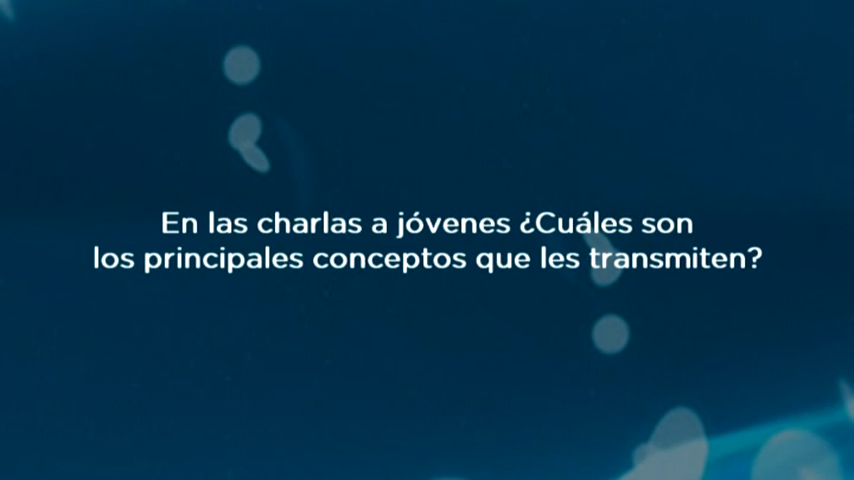 En las charlas a jóvenes ¿Cuáles son
los principales conceptos que les transmiten?